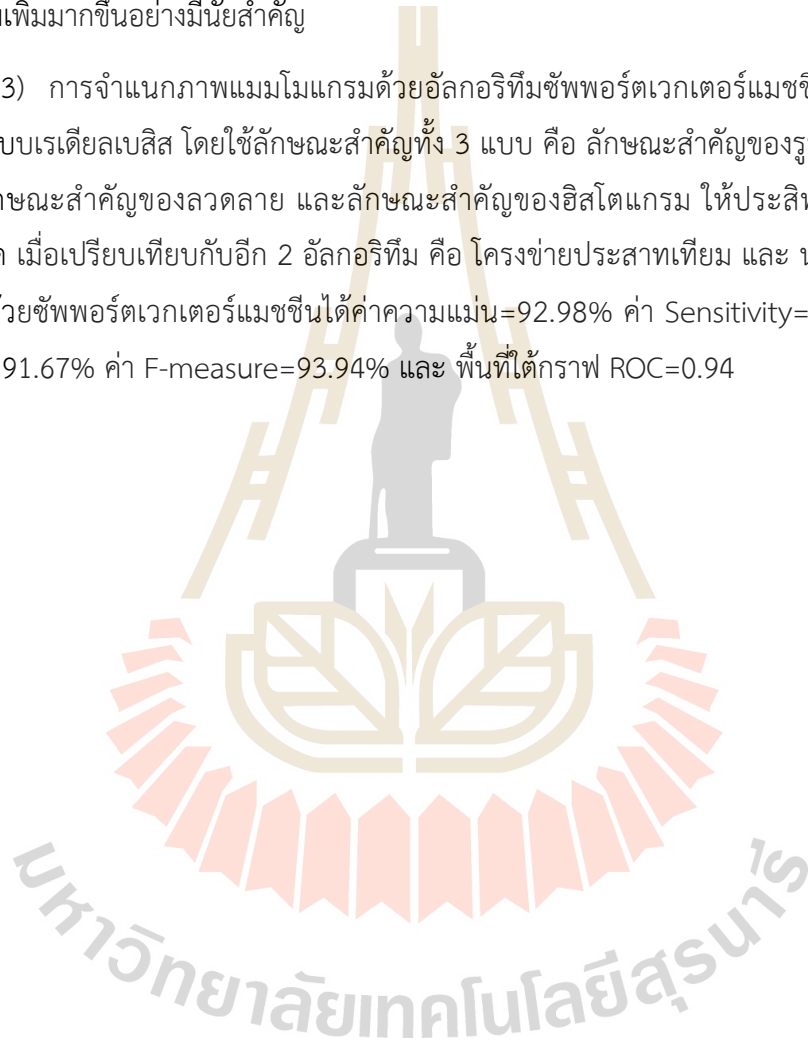 เพิ่มมากขึ้นอย่างมีนัยสำคัญ
3) การจำแนกภาพแมมโมแกรมด้วยอัลกอริทึมซัพพอร์ตเวกเตอร์แมชชี
บบเรเดียลเบสิส โดยใช้ลักษณะสำคัญทั้ง 3 แบบ คือ ลักษณะสำคัญของรู
ักษณะสำคัญของลวดลาย และลักษณะสำคัญของฮิสโตแกรม ให้ประสิ
เมื่อเปรียบเทียบกับอีก 2 อัลกอริทึม คือ โครงข่ายประสาทเทียม และ
วยซัพพอร์ตเวกเตอร์แมชชีนได้ค่าความแม่น=92.98% ค่า Sensitivity=
91.67% ค่า F-measure=93.94% และ พื้นที่ใต้กราฟ ROC=0.94
มหาวิทยาลัยเทคโนโลยีสุรนารี